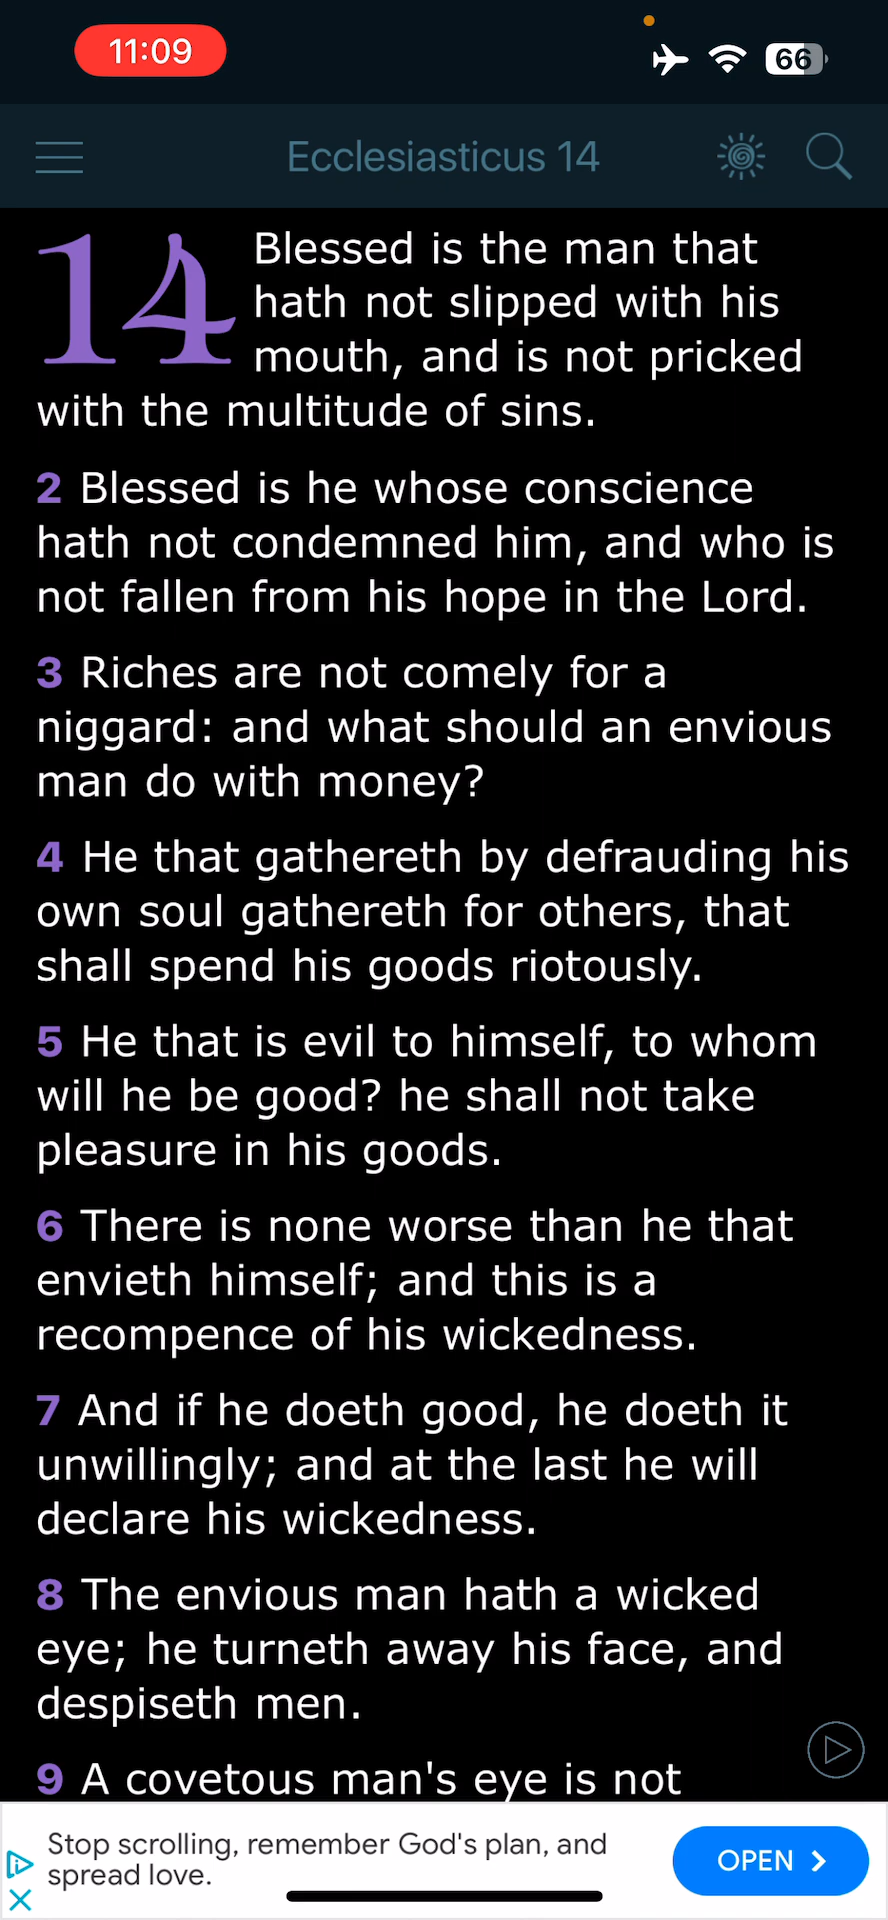 11:09
66
Ecclesiasticus 14
14 Blessed is the man that
hath not slipped with his
mouth, and is not pricked
with the multitude of sins.
2 Blessed is he whose conscience
hath not condemned him, and who is
not fallen from his hope in the Lord.
3 Riches are not comely for a
niggard: and what should an envious
man do with money?
4 He that gathereth by defrauding his
own soul gathereth for others, that
shall spend his goods riotously.
5 He that is evil to himself, to whom
will he be good? he shall not take
pleasure in his goods.
6 There is none worse than he that
envieth himself; and this is a
recompence of his wickedness.
7 And if he doeth good, he doeth it
unwillingly; and at the last he will
declare his wickedness.
8 The envious man hath a wicked
eye; he turneth away his face, and
despiseth men.
9 A covetous man's eye is not
Stop scrolling, remember God's plan, and
spread love.
OPEN